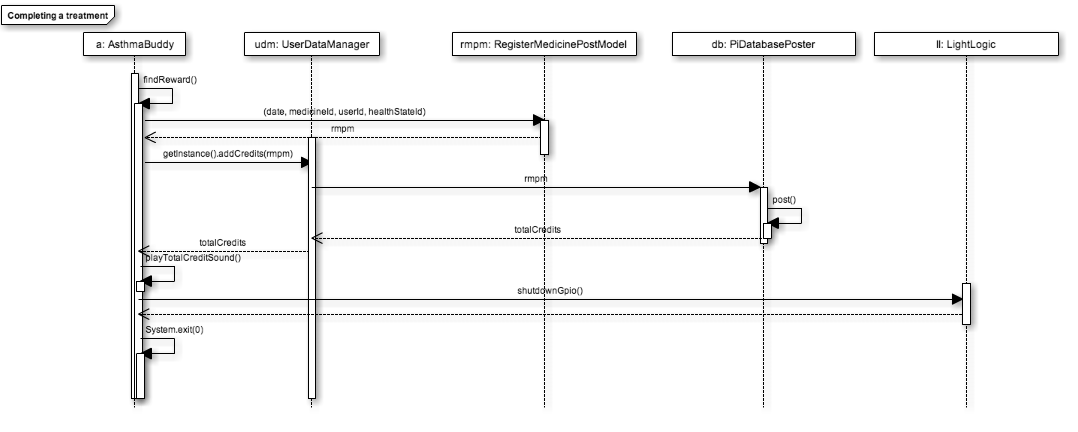 Completing a treatment
a: AsthmaBuddy
udm: UserDataManager
rmpm: RegisterMedicinePostModel
db: PiDatabasePoster
ll: LightLogic
findReward()
(date, medicineId, userId, healthStateId)
rmpm
getInstance().addCredits(rmpm)
rmpm
post()
totalCredits
totalCredits
playTotalCreditSound()
shutdownGpio()
System.exit(0)